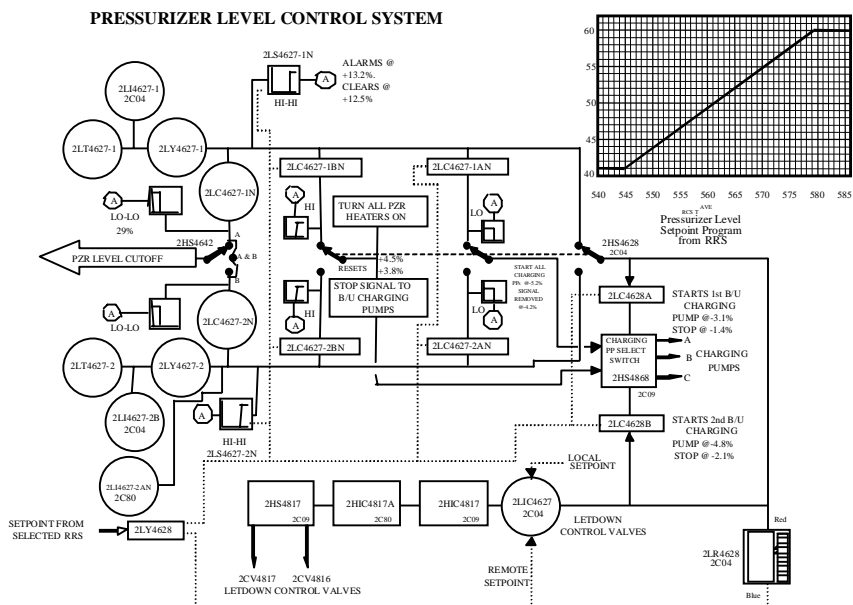 PRESSURIZER LEVEL CONTROL SYSTEM
2LS4627-1N
A
HI-HI
ALARMS @
+13.2%.
CLEARS @
+12.5%
2LI4627-1
2C04
2LT4627-1
2LY4627-1
2LC4627-1N
A
LO-LO
29%
2HS4642
A
A & B
B
PZR LEVEL CUTOFF
A
LO-LO
2LC4627-2N
2LT4627-2
2LY4627-2
2LI4627-2B
2C04
2LI4627-2AN
2C80
A
HI-HI
2LS4627-2N
2LC4627-1BN
A
HI
TURN ALL PZR
HEATERS ON
RESETS
+4.5%
+3.8%
STOP SIGNAL TO
B/U CHARGING
PUMPS
HI
A
2LC4627-2BN
2LC4627-1AN
A
LO
START ALL
CHARGING
PPs @-5.2%
SIGNAL
REMOVED
@-4.2%
LO
A
2LC4627-2AN
60
55
50
45
40
540
545
555
560
565
570
575
585
RCS T AVE
Pressurizer Level
Setpoint Program
from RRS
2HS4628
2C04
2LC4628A
STARTS 1st B/U
CHARGING
PUMP @-3.1%
STOP @ -1.4%
CHARGING
PP SELECT
SWITCH
2HS4868
2C09
A
B
C
CHARGING
PUMPS
2LC4628B
STARTS 2nd B/U
CHARGING
PUMP @-4.8%
STOP @ -2.1%
LOCAL
SETPOINT
2HS4817
2C09
2HIC4817A
2C80
2HIC4817
2C09
2LIC4627
2C04
LETDOWN
CONTROL VALVES
SETPOINT FROM
SELECTED RRS
2LY4628
2CV4817
2CV4816
LETDOWN CONTROL VALVES
REMOTE
SETPOINT
Red
2LR4628
2C04
Blue